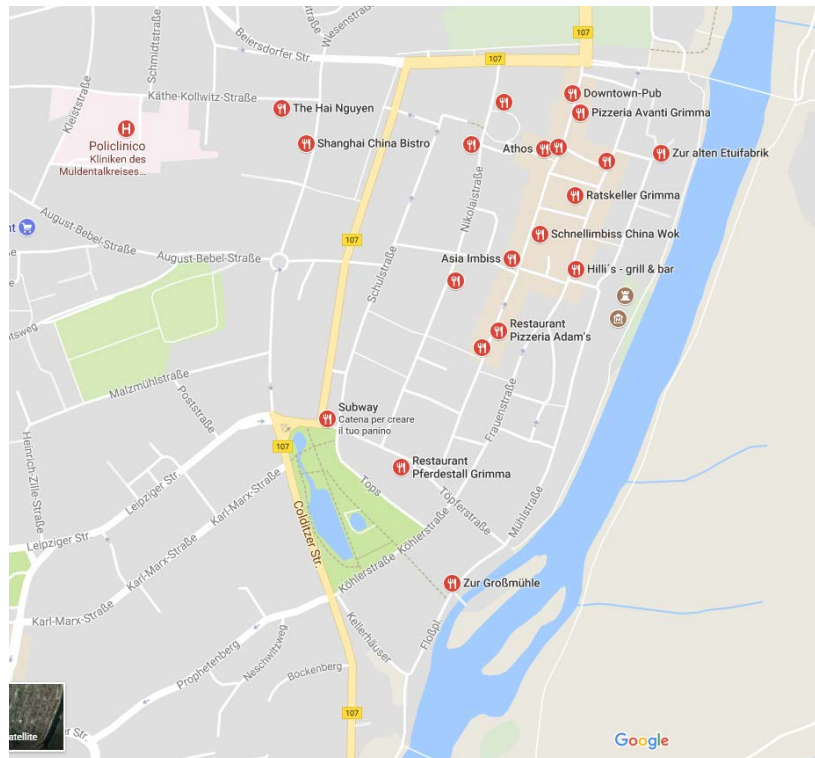 Beiersdorfer Str.
Wiesenstraße
Schmidtstraße
Kleiststraße
107
107
107
Käthe-Kollwitz-Straße
The Hai Nguyen
Downtown-Pub
Pizzeria Avanti Grimma
H
Policlinico
Kliniken des
Muldentalkreises...
Shanghai China Bistro
Athos
Zur alten Etuifabrik
Nikolaistraße
Ratskeller Grimma
August-Bebel-Straße
August-Bebel-Straße
107
Schnellimbiss China Wok
Asia Imbiss
Hilli´s - grill & bar
Schulstraße
Restaurant
Pizzeria Adam's
Malzmühlstraße
Poststraße
Frauenstraße
Subway
Catena per creare
il tuo panino
107
Heinrich-Zille-Straße
Leipziger Str.
Karl-Marx-Straße
Restaurant
Pferdestall Grimma
Tops
Töpferstraße
Mühlstraße
Colditzer Str.
Leipziger Str.
Karl-Marx-Straße
Köhlerstraße
Köhlerstraße
Zur Großmühle
Karl-Marx-Straße
Kellerhäuser
Floßpl.
Neschwitzweg
Prophetenberg
Bockenberg
107
atellite
Google